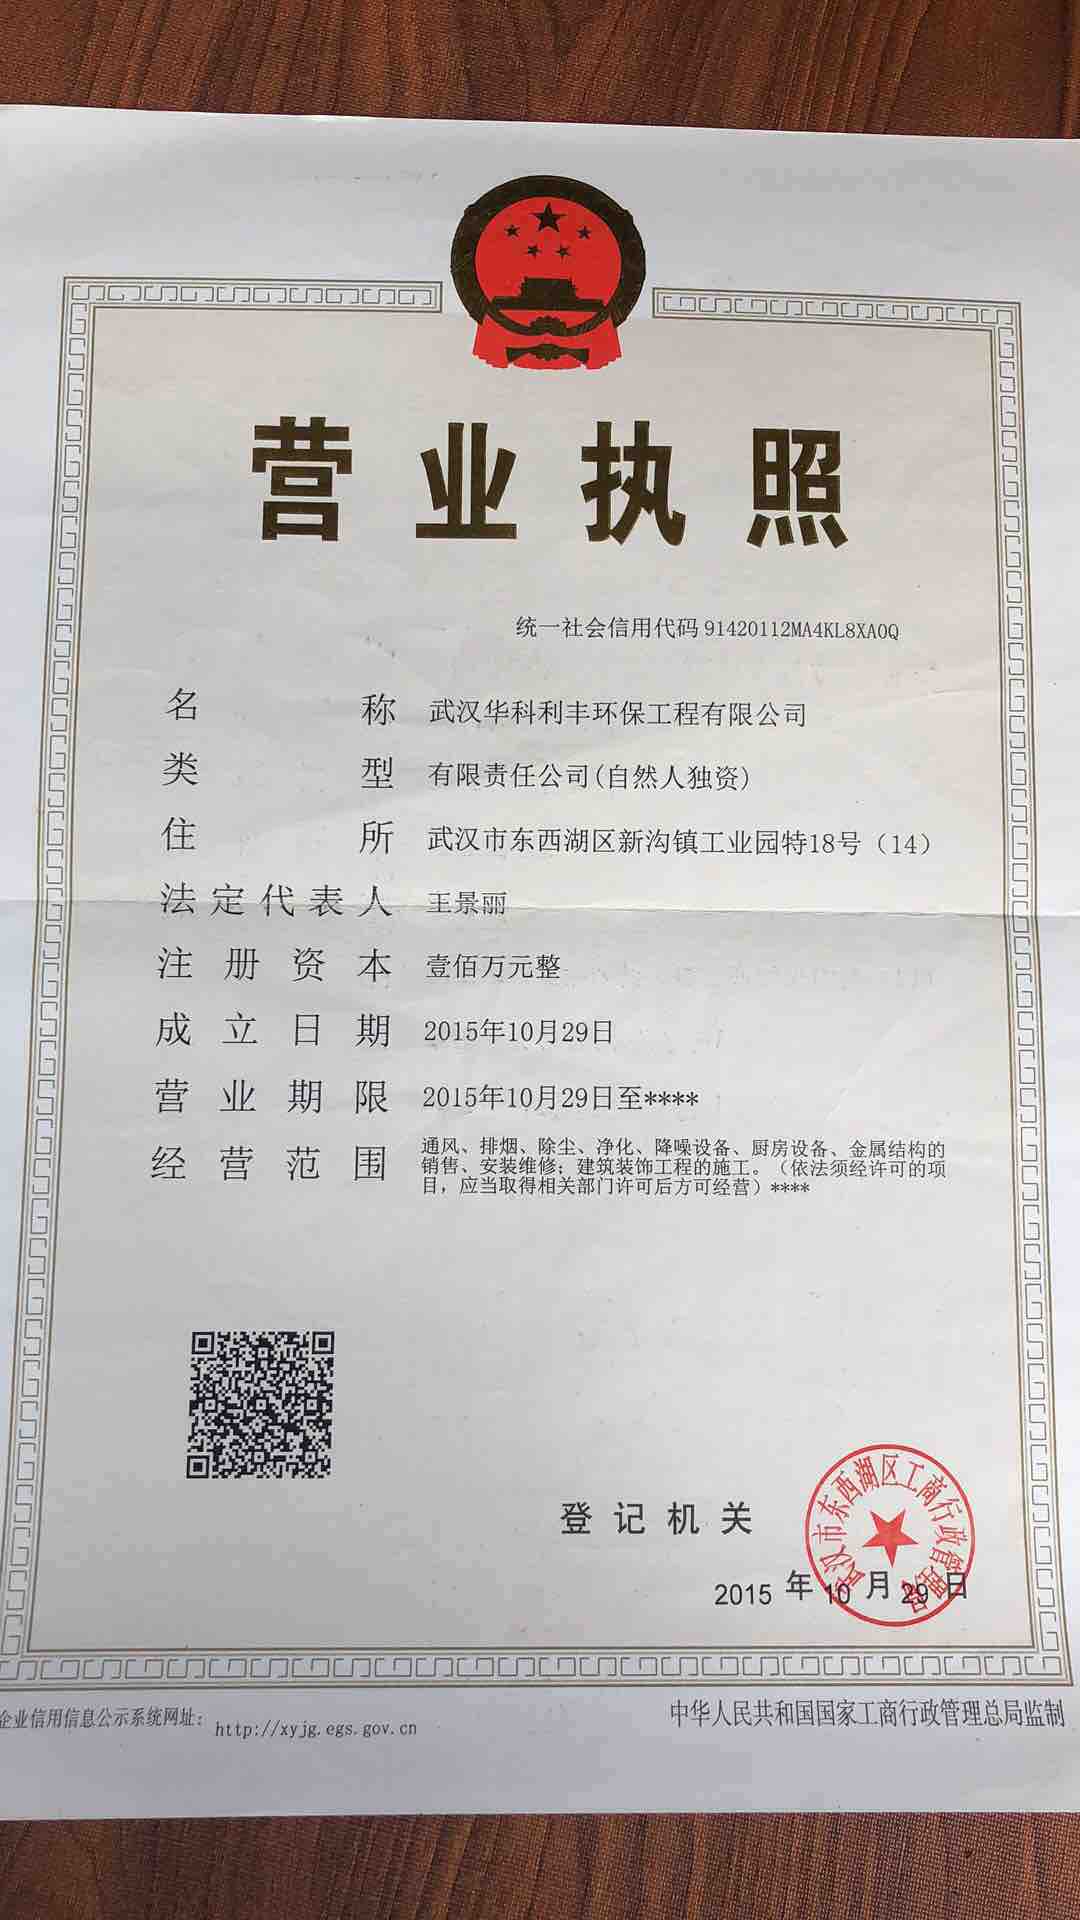 营业执照
统一社会信用代码 91420112MA4KL8XA0Q
名称 武汉华科利丰环保工程有限公司
类型 有限责任公司(自然人独资)
住所 武汉市东西湖区新沟镇工业园特18号（14）
法定代表人 王景丽
注册资本 壹佰万元整
成立日期 2015年10月29日
营业期限 2015年10月29日至****
经营范围 通风、排烟、除尘、净化、降噪设备、厨房设备、金属结构的
销售、安装维修；建筑装饰工程的施工。（依法须经许可的项
目，应当取得相关部门许可后方可经营）****
登记机关
武汉市东西湖区工商行政管理局
2015 年 10 月 29 日
企业信用信息公示系统网址： http://xyjg.egs.gov.cn
中华人民共和国国家工商行政管理总局监制